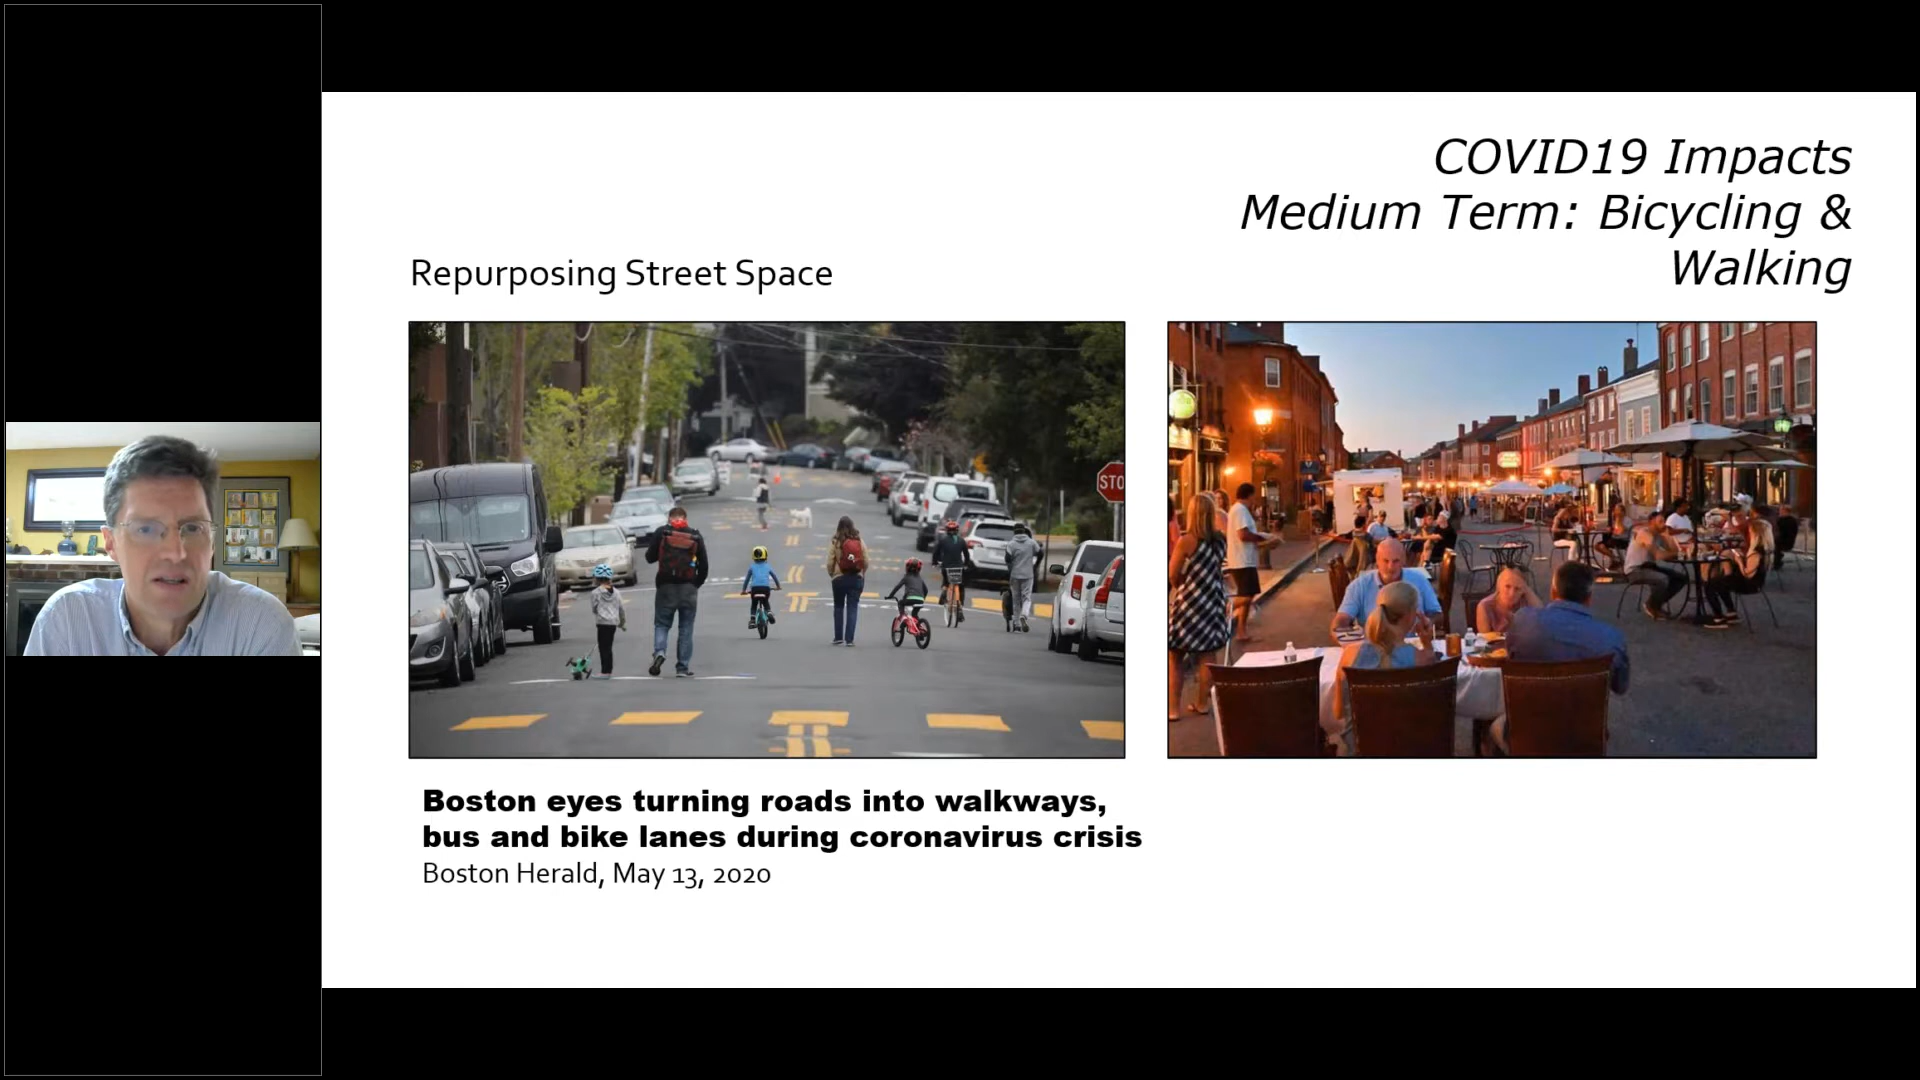 COVID19 Impacts
Medium Term: Bicycling &
Walking
Repurposing Street Space
STO
Boston eyes turning roads into walkways,
bus and bike lanes during coronavirus crisis
Boston Herald, May 13, 2020